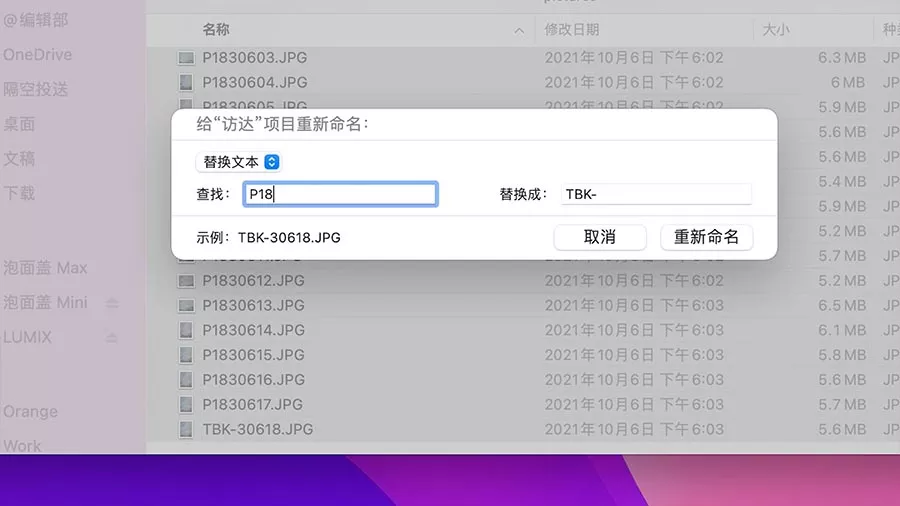 @编辑部
OneDrive
隔空投送
桌面
文稿
下载
泡面盖 Max
泡面盖 Mini
LUMIX
Orange
Work
名称 修改日期 大小
P1830603.JPG 2021年10月6日 下午6:02 6.3 MB JP
P1830604.JPG 2021年10月6日 下午6:02 6 MB JP
P1830605.JPG 2021年10月6日 下午6:02 5.9 MB JP
给“访达”项目重新命名：
替换文本
查找： P18 替换成： TBK-
示例： TBK-30618.JPG 取消 重新命名
5.6 MB JP
5.6 MB JP
5.4 MB JP
5.9 MB JP
5.2 MB JP
5.7 MB JP
P1830612.JPG 2021年10月6日 下午6:02 5.2 MB JP
P1830613.JPG 2021年10月6日 下午6:03 6.5 MB JP
P1830614.JPG 2021年10月6日 下午6:03 6.1 MB JP
P1830615.JPG 2021年10月6日 下午6:03 5.8 MB JP
P1830616.JPG 2021年10月6日 下午6:03 5.6 MB JP
P1830617.JPG 2021年10月6日 下午6:03 5.7 MB JP
TBK-30618.JPG 2021年10月6日 下午6:03 5.6 MB JP